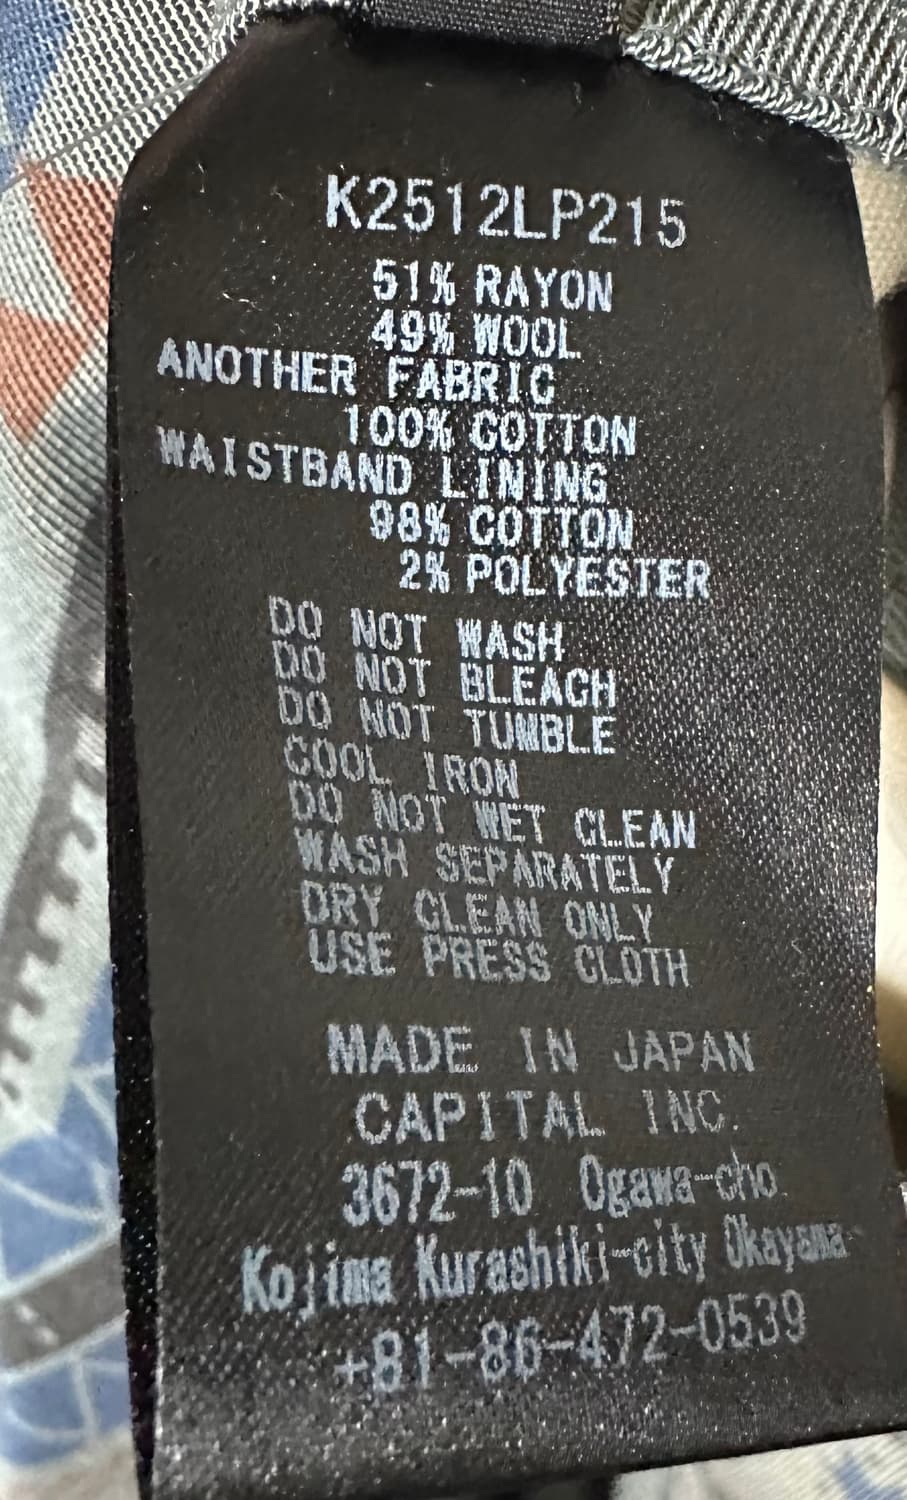 K2512LP215
51% RAYON
49% WOOL
ANOTHER FABRIC
100% COTTON
WAISTBAND LINING
98% COTTON
2% POLYESTER
DO NOT WASH
DO NOT BLEACH
DO NOT TUMBLE
COOL IRON
DO NOT WET CLEAN
WASH SEPARATELY
DRY CLEAN ONLY
USE PRESS CLOTH
MADE IN JAPAN
CAPITAL INC.
3672-10 Ogawa-cho
Kojima Kurashiki-city Okayama
+81-86-472-0539